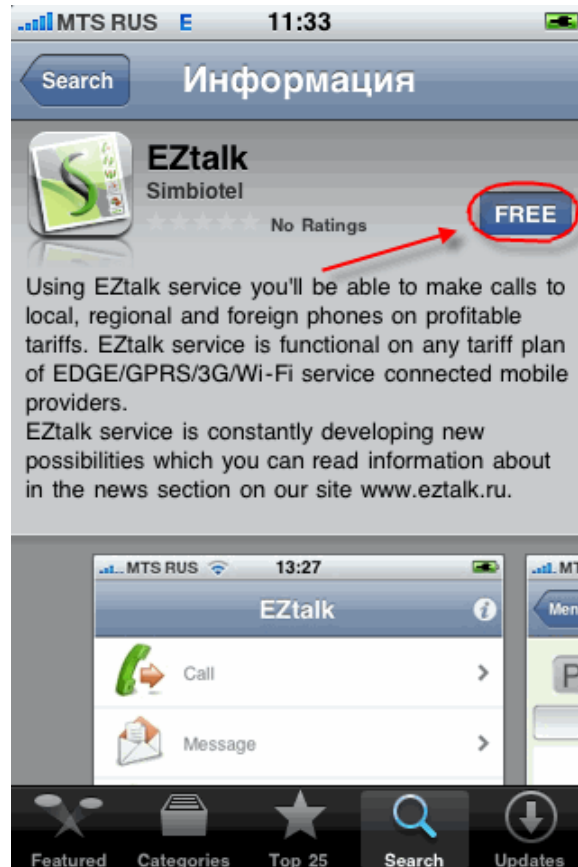 MTS RUS E 11:33
Search Информация
EZtalk
Simbiotel
No Ratings
FREE
Using EZtalk service you'll be able to make calls to
local, regional and foreign phones on profitable
tariffs. EZtalk service is functional on any tariff plan
of EDGE/GPRS/3G/Wi-Fi service connected mobile
providers.
EZtalk service is constantly developing new
possibilities which you can read information about
in the news section on our site www.eztalk.ru.
MTS RUS 13:27
EZtalk
Call
Message
Featured Categories Top 25 Search Updates